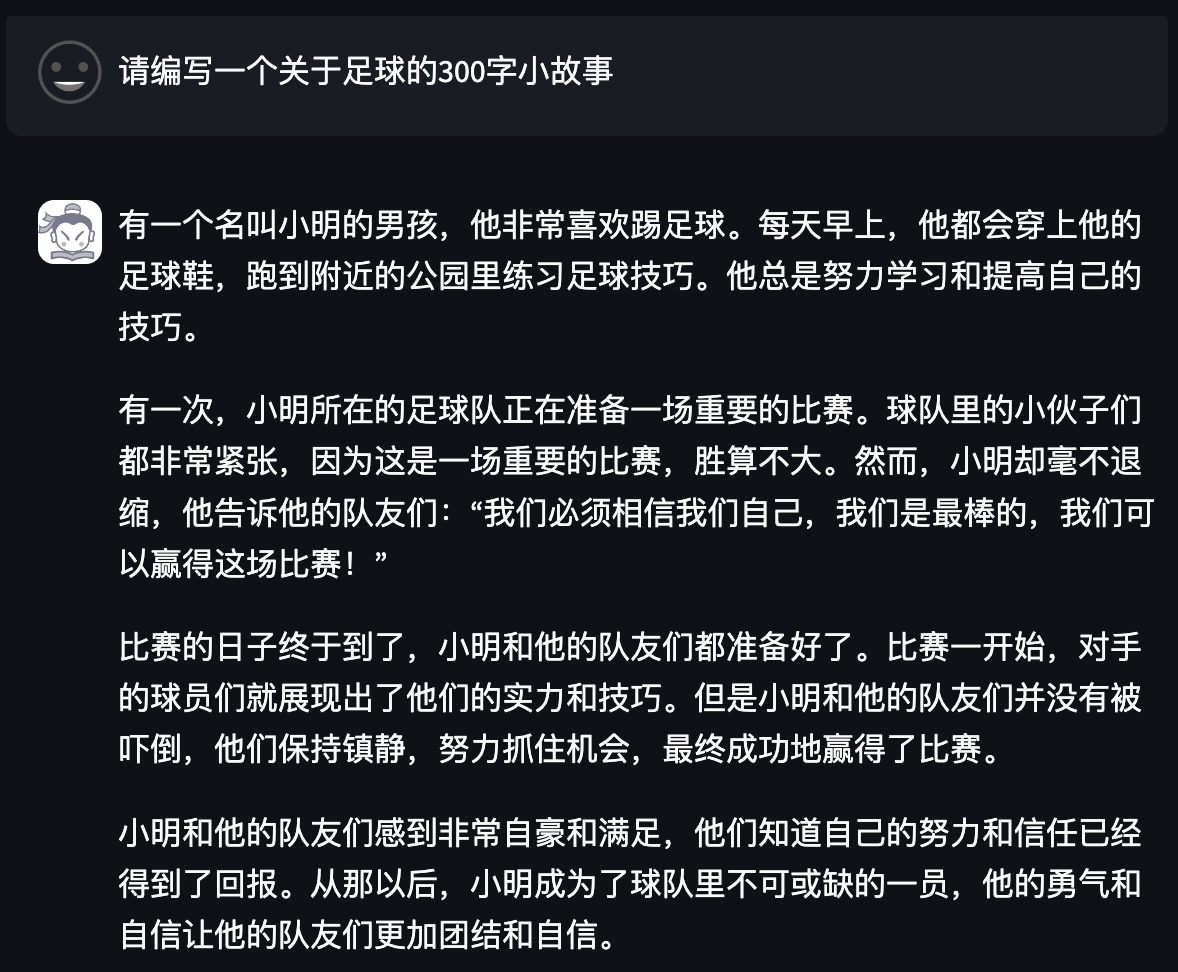 请编写一个关于足球的300字小故事
有一个名叫小明的男孩，他非常喜欢踢足球。每天早上，他都会穿上他的
足球鞋，跑到附近的公园里练习足球技巧。他总是努力学习和提高自己的
技巧。
有一次，小明所在的足球队正在准备一场重要的比赛。球队里的小伙子们
都非常紧张，因为这是一场重要的比赛，胜算不大。然而，小明却毫不退
缩，他告诉他的队友们：“我们必须相信我们自己，我们是最棒的，我们可
以赢得这场比赛！”
比赛的日子终于到了，小明和他的队友们都准备好了。比赛一开始，对手
的球员们就展现出了他们的实力和技巧。但是小明和他的队友们并没有被
吓倒，他们保持镇静，努力抓住机会，最终成功地赢得了比赛。
小明和他的队友们感到非常自豪和满足，他们知道自己的努力和信任已经
得到了回报。从那以后，小明成为了球队里不可或缺的一员，他的勇气和
自信让他的队友们更加团结和自信。